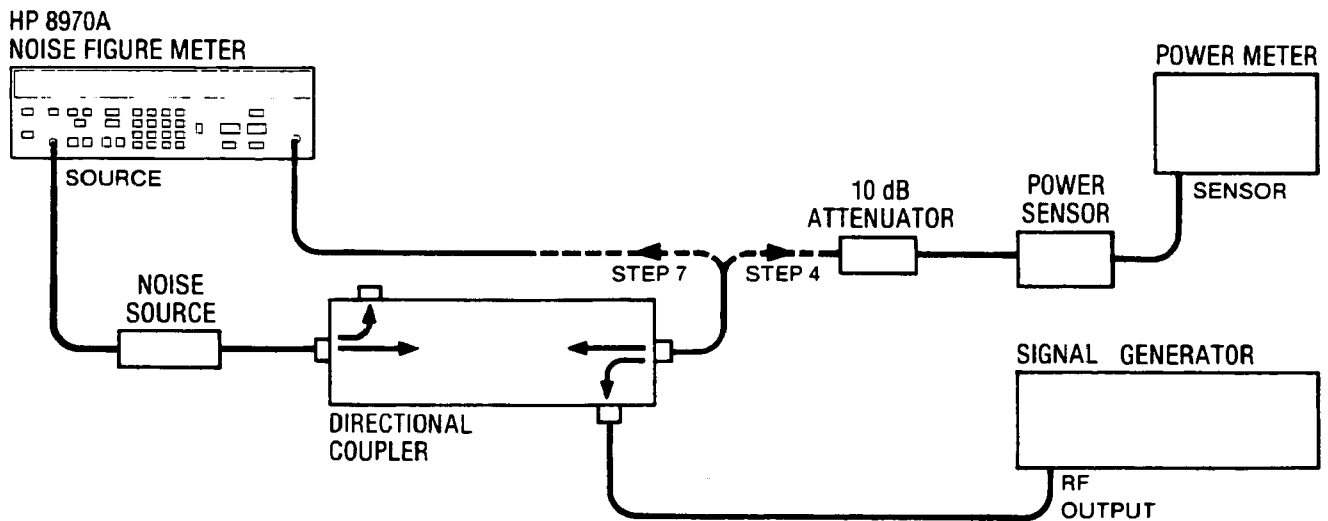 HP 8970A
NOISE FIGURE METER
SOURCE
POWER METER
SENSOR
10 dB
ATTENUATOR
POWER
SENSOR
STEP 7
STEP 4
NOISE
SOURCE
DIRECTIONAL
COUPLER
SIGNAL GENERATOR
RF
OUTPUT